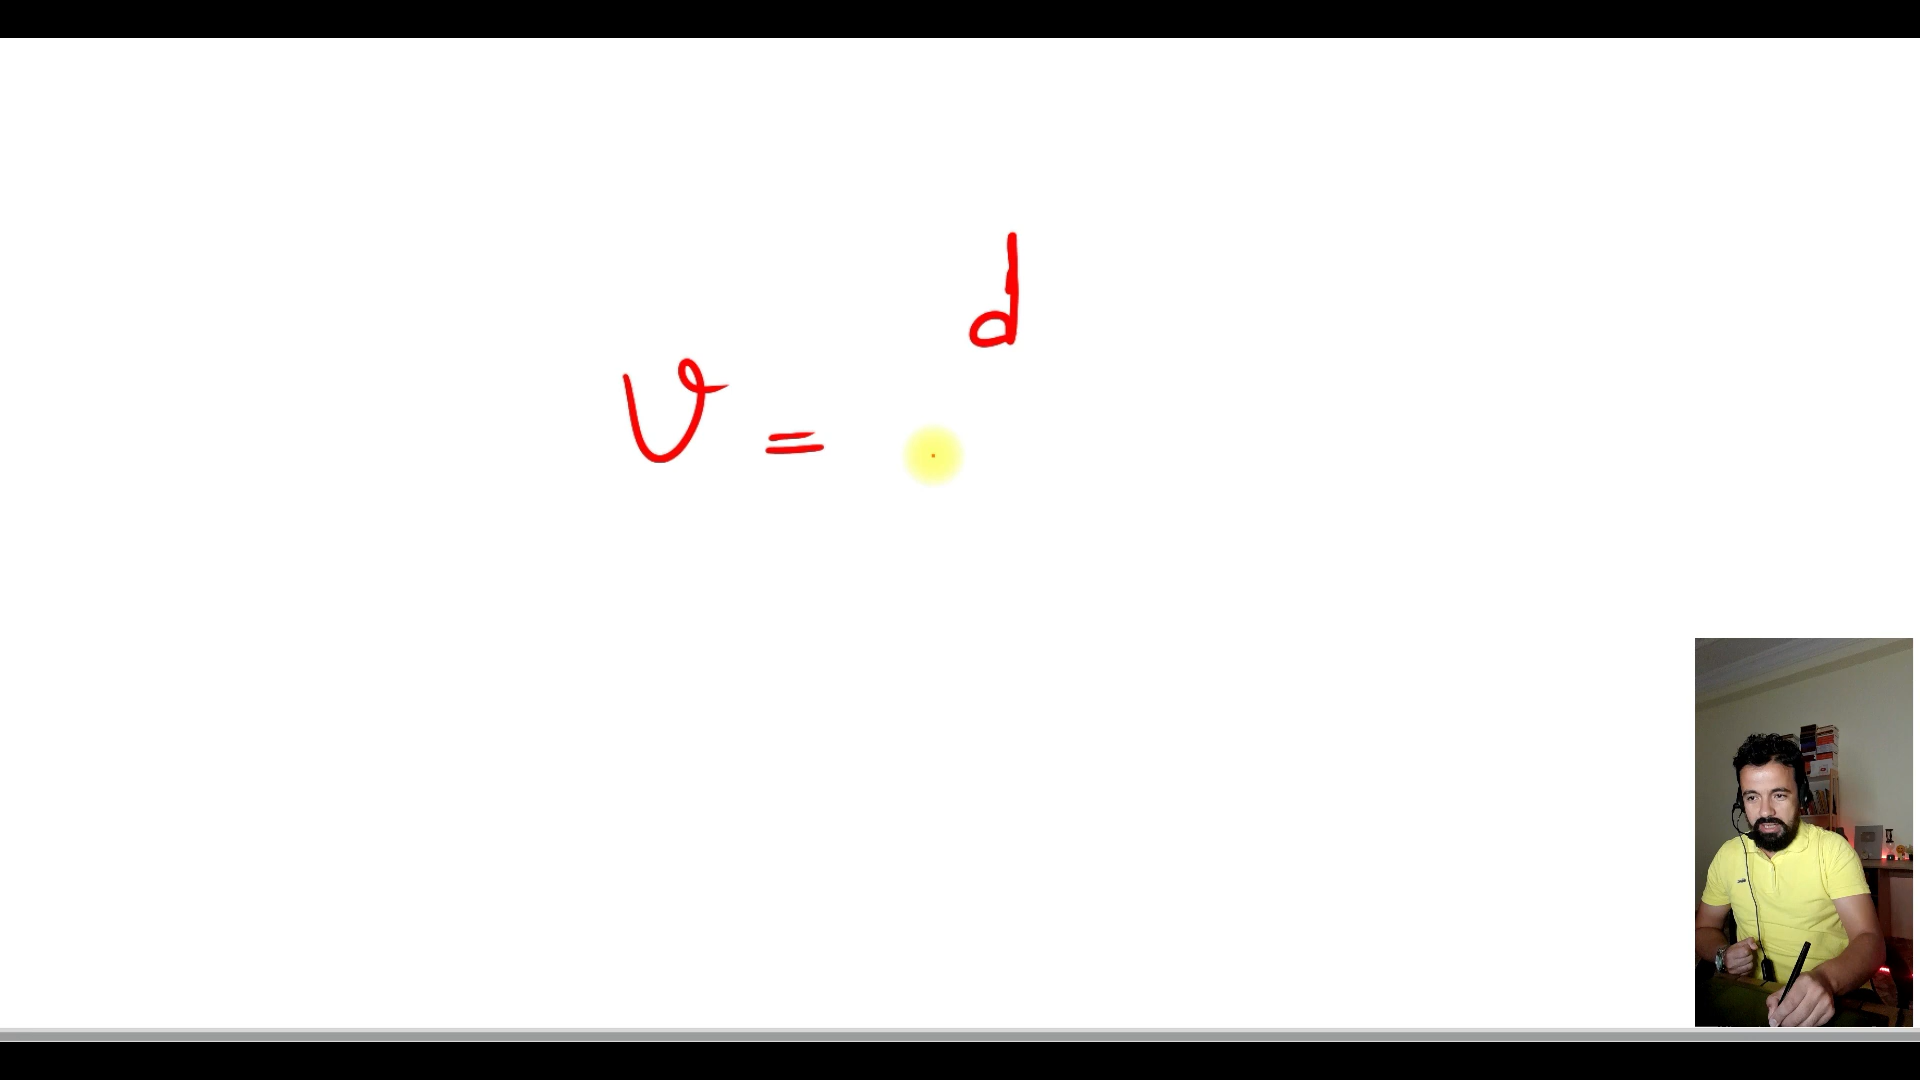 d
v =